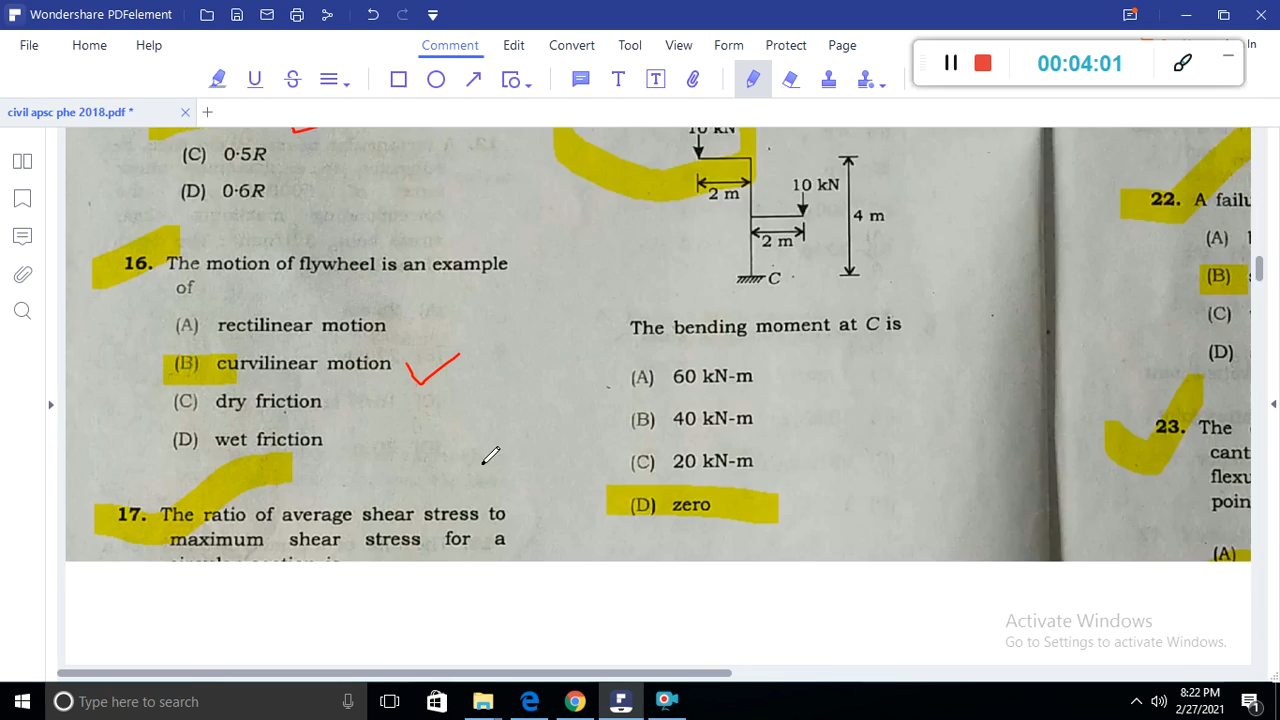 Wondershare PDFelement
File Home Help Comment Edit Convert Tool View Form Protect Page
00:04:01
In
civil apsc phe 2018.pdf *
(C) 0·5R
(D) 0·6R
16. The motion of flywheel is an example
of
(A) rectilinear motion
(B) curvilinear motion
(C) dry friction
(D) wet friction
17. The ratio of average shear stress to
maximum shear stress for a
10 kN
2 m
10 kN
4 m
2 m
C
The bending moment at C is
(A) 60 kN-m
(B) 40 kN-m
(C) 20 kN-m
(D) zero
22. A failu
(A)
(B)
(C)
(D)
23. The
cant
flexu
poin
(A)
Activate Windows
Go to Settings to activate Windows.
Type here to search
8:22 PM
2/27/2021
1